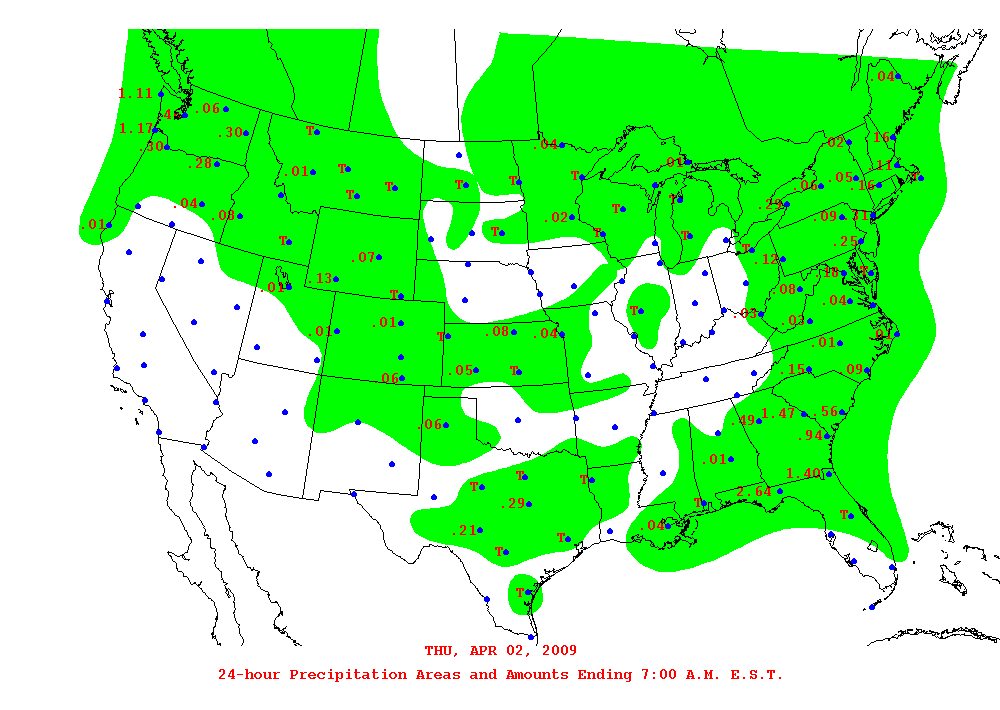 .04
1.11
.06
.4
1.17
.30
T
.16
.30
.04
.02
.28
.01
.11
.01
T
T
.05
T
T
T
T
.06
.16
.04
T
.29
.02
T
.08
.09
.31
.01
T
T
T
.25
T
T
.07
.12
.13
.18
T
.01
.08
T
.04
T
.03
.01
.03
.01
.08
.04
.01
T
.01
.05
T
.15
.09
.06
1.47
.56
.06
.49
.94
.01
T
1.40
T
T
2.64
.29
T
T
.04
.21
T
T
T
THU, APR 02, 2009
24-hour Precipitation Areas and Amounts Ending 7:00 A.M. E.S.T.